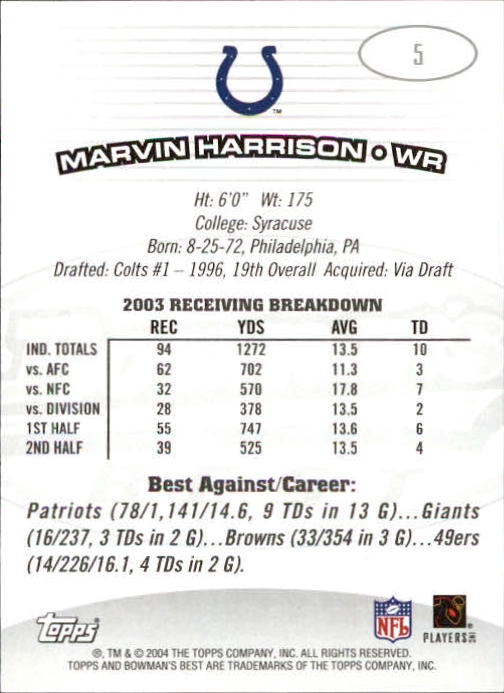 5
TM
MARVIN HARRISON • WR
Ht: 6'0" Wt: 175
College: Syracuse
Born: 8-25-72, Philadelphia, PA
Drafted: Colts #1 – 1996, 19th Overall Acquired: Via Draft
2003 RECEIVING BREAKDOWN
REC YDS AVG TD
IND. TOTALS 94 1272 13.5 10
vs. AFC 62 702 11.3 3
vs. NFC 32 570 17.8 7
vs. DIVISION 28 378 13.5 2
1ST HALF 55 747 13.6 6
2ND HALF 39 525 13.5 4
Best Against/Career:
Patriots (78/1,141/14.6, 9 TDs in 13 G)...Giants
(16/237, 3 TDs in 2 G)...Browns (33/354 in 3 G)...49ers
(14/226/16.1, 4 TDs in 2 G).
Topps NFL PLAYERS INC
®, TM & © 2004 THE TOPPS COMPANY, INC. ALL RIGHTS RESERVED.
TOPPS AND BOWMAN'S BEST ARE TRADEMARKS OF THE TOPPS COMPANY, INC.